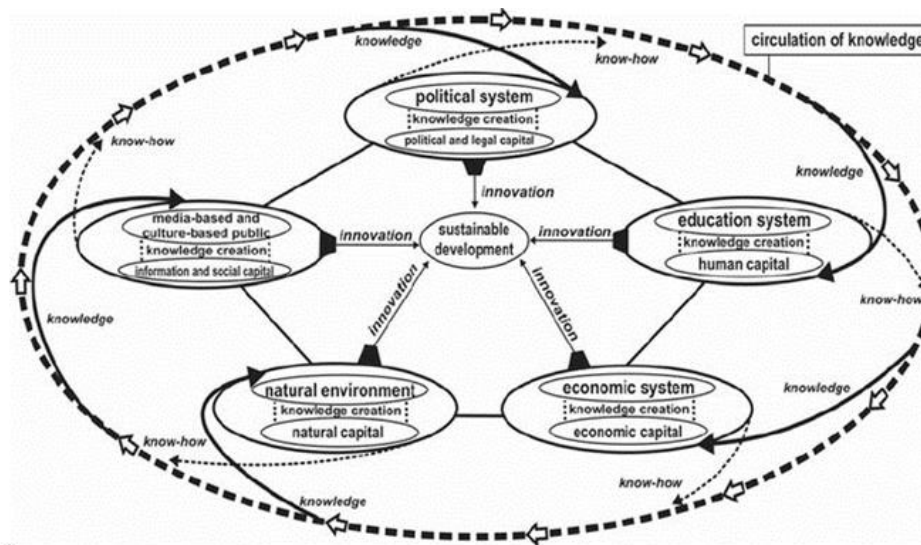 knowledge
know-how
circulation of knowledge
political system
knowledge creation
political and legal capital
know-how
knowledge
innovation
media-based and
culture-based public
knowledge creation
information and social capital
innovation
sustainable
development
innovation
education system
knowledge creation
human capital
know-how
knowledge
innovation
innovation
natural environment
knowledge creation
natural capital
economic system
knowledge creation
economic capital
knowledge
know-how
know-how
knowledge